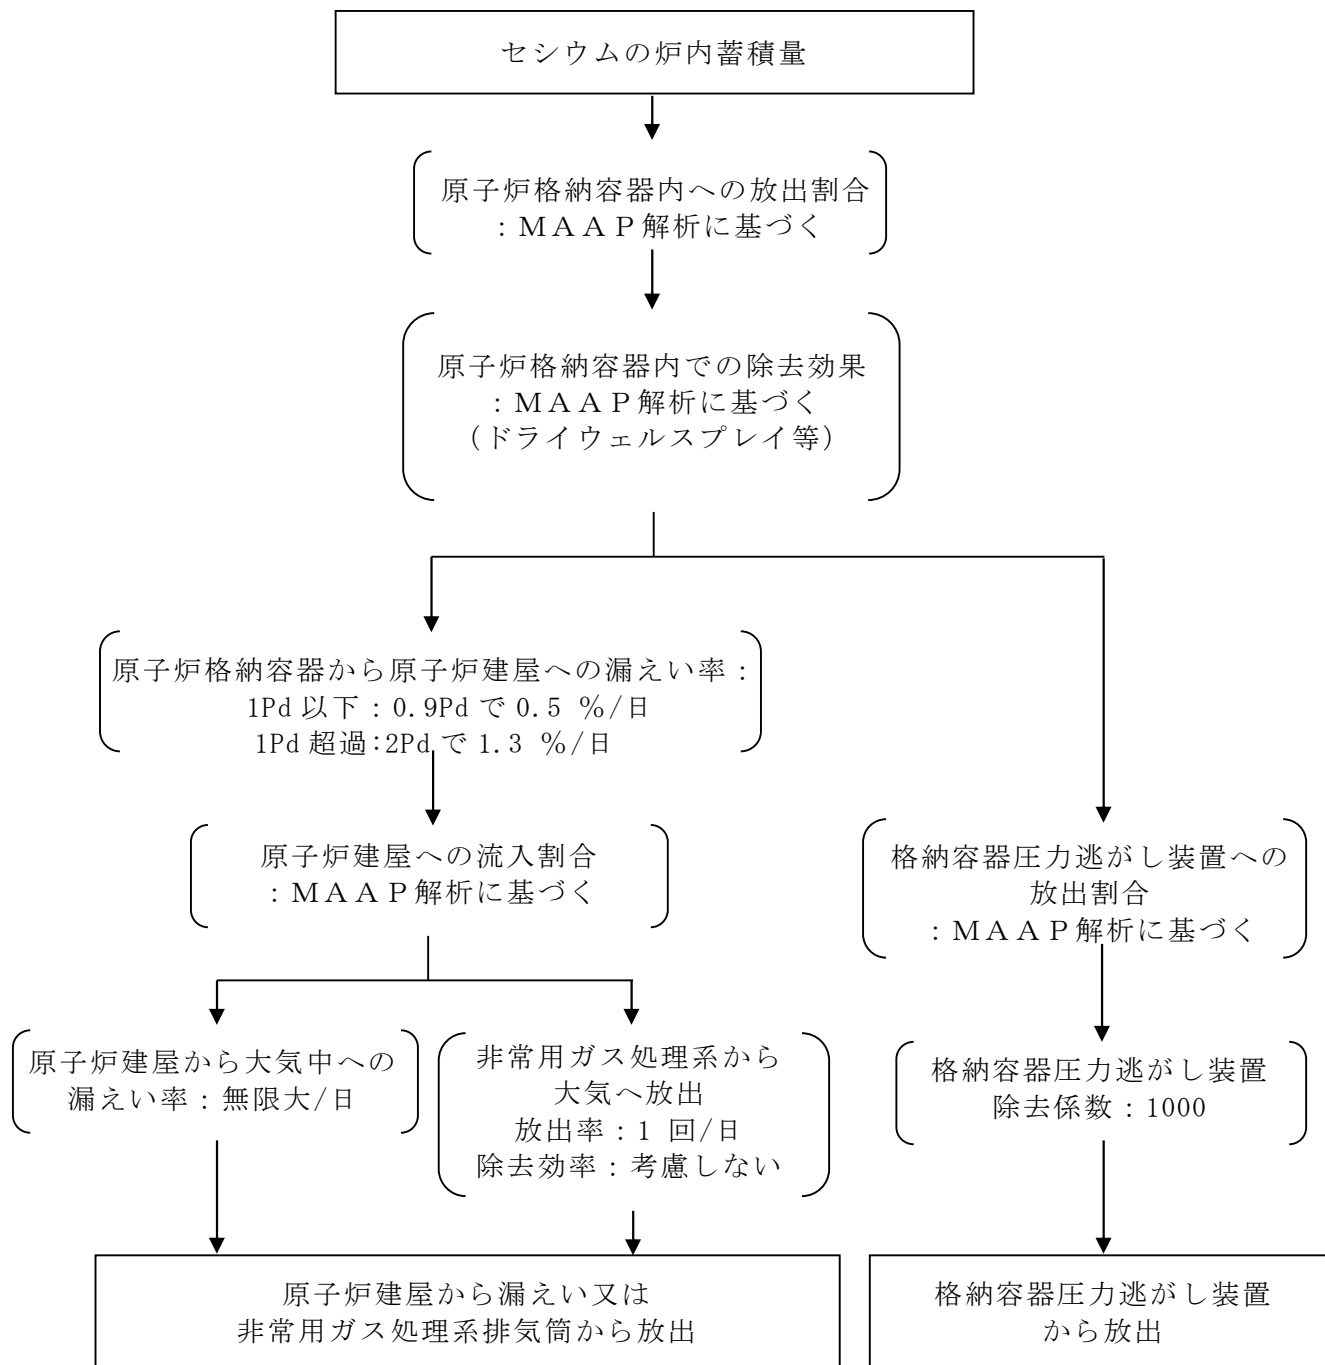 セシウムの炉内蓄積量
原子炉格納容器内への放出割合
：ＭＡＡＰ解析に基づく
原子炉格納容器内での除去効果
：ＭＡＡＰ解析に基づく
（ドライウェルスプレイ等）
原子炉格納容器から原子炉建屋への漏えい率：
1Pd 以下：0.9Pd で 0.5 %/日
1Pd 超過：2Pd で 1.3 %/日
原子炉建屋への流入割合
：ＭＡＡＰ解析に基づく
格納容器圧力逃がし装置への
放出割合
：ＭＡＡＰ解析に基づく
原子炉建屋から大気中への
漏えい率：無限大/日
非常用ガス処理系から
大気へ放出
放出率：1 回/日
除去効率：考慮しない
格納容器圧力逃がし装置
除去係数：1000
原子炉建屋から漏えい又は
非常用ガス処理系排気筒から放出
格納容器圧力逃がし装置
から放出